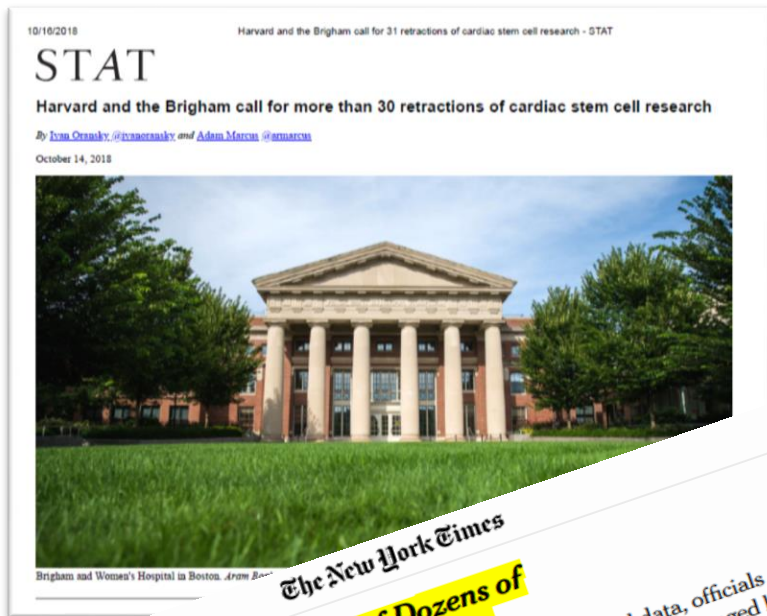 10/16/2018 Harvard and the Brigham call for 31 retractions of cardiac stem cell research - STAT
STAT
Harvard and the Brigham call for more than 30 retractions of cardiac stem cell research
By Ivan Oransky @ivanoransky and Adam Marcus @armarcus
October 14, 2018
Brigham and Women's Hospital in Boston. Aram
The New York Times
Dozens of
data, officials